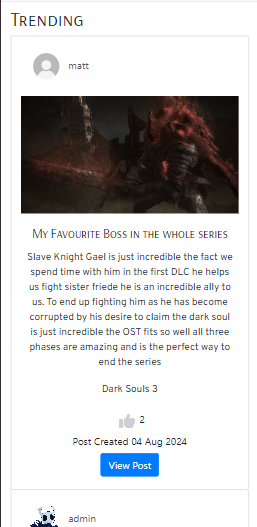 Trending
matt
My Favourite Boss in the whole series
Slave Knight Gael is just incredible the fact we
spend time with him in the first DLC he helps
us fight sister friede he is an incredible ally to
us. To end up fighting him as he has become
corrupted by his desire to claim the dark soul
is just incredible the OST fits so well all three
phases are amazing and is the perfect way to
end the series
Dark Souls 3
2
Post Created 04 Aug 2024
View Post
admin